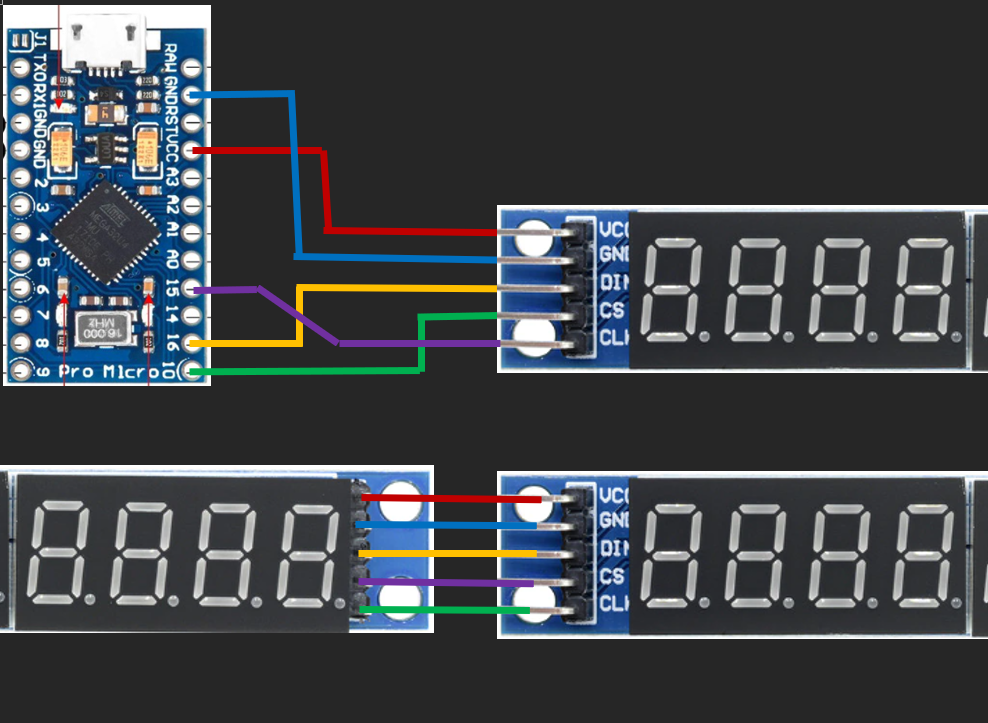 J1
TXO
RXI
GND
GND
2
3
4
5
6
7
8
9
RAW
GND
RST
VCC
A3
A2
A1
A0
15
14
16
10
16.000
MHz
Pro Micro
VCC
GND
DIN
CS
CLK
VCC
GND
DIN
CS
CLK